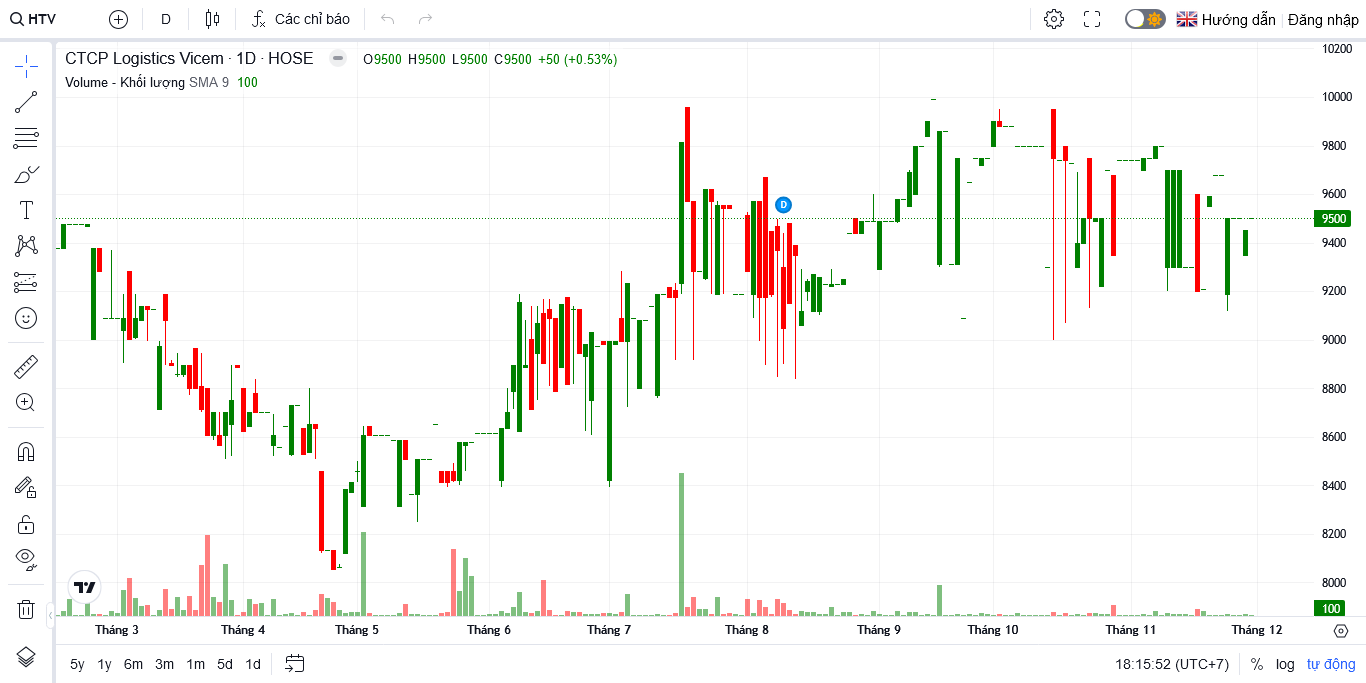 HTV D Các chỉ báo Hướng dẫn Đăng nhập
CTCP Logistics Vicem · 1D · HOSE O9500 H9500 L9500 C9500 +50 (+0.53%)
Volume - Khối lượng SMA 9 100
10200
10000
9800
9600
D
9500
9400
9200
9000
8800
8600
8400
8200
8000
100
Tháng 3 Tháng 4 Tháng 5 Tháng 6 Tháng 7 Tháng 8 Tháng 9 Tháng 10 Tháng 11 Tháng 12
5y 1y 6m 3m 1m 5d 1d 18:15:52 (UTC+7) % log tự động